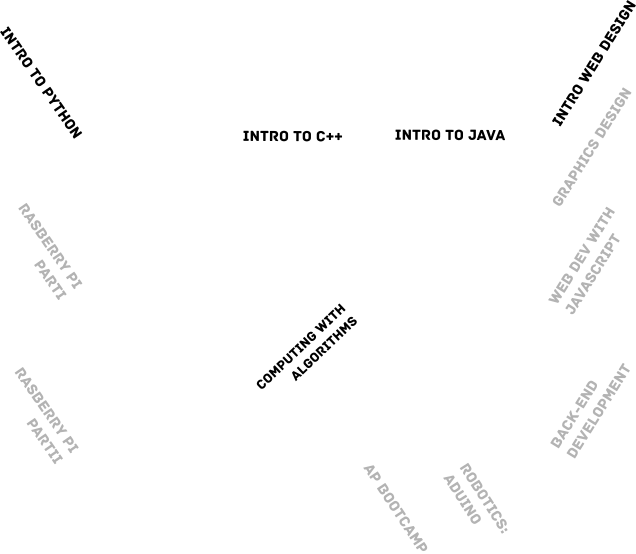 INTRO TO PYTHON
INTRO TO C++
INTRO TO JAVA
INTRO WEB DESIGN
GRAPHICS DESIGN
RASBERRY PI
PARTI
WEB DEV WITH
JAVASCRIPT
COMPUTING WITH
ALGORITHMS
RASBERRY PI
PARTII
BACK-END
DEVELOPMENT
AP BOOTCAMP
ROBOTICS:
ADUINO